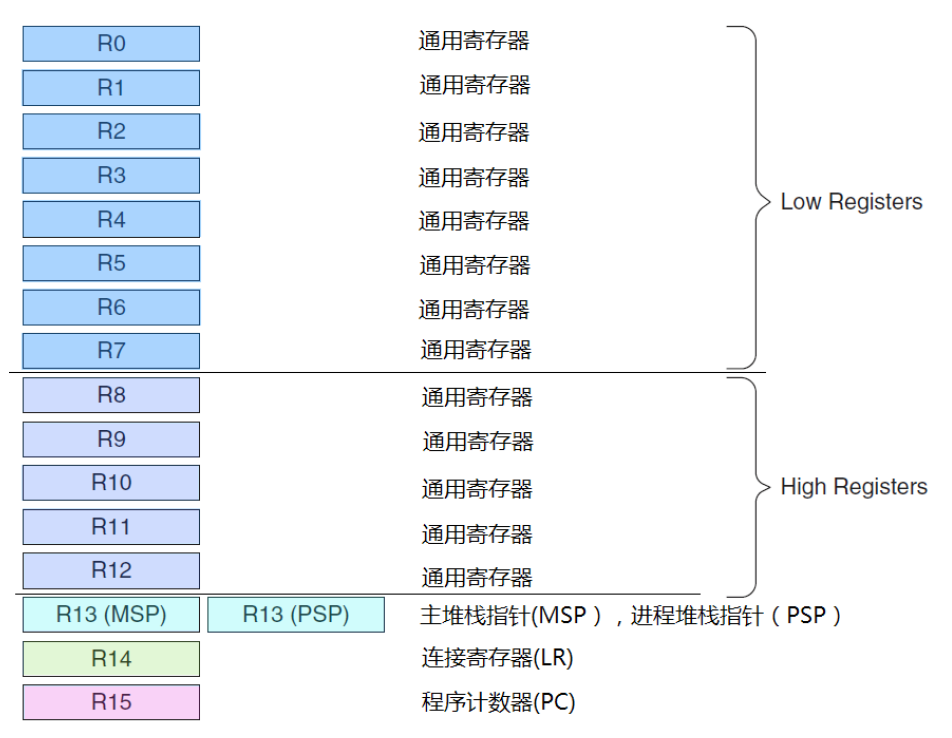 R0 通用寄存器
R1 通用寄存器
R2 通用寄存器
R3 通用寄存器
Low Registers
R4 通用寄存器
R5 通用寄存器
R6 通用寄存器
R7 通用寄存器
R8 通用寄存器
R9 通用寄存器
R10 通用寄存器
High Registers
R11 通用寄存器
R12 通用寄存器
R13 (MSP) R13 (PSP) 主堆栈指针(MSP），进程堆栈指针（PSP）
R14 连接寄存器(LR)
R15 程序计数器(PC)